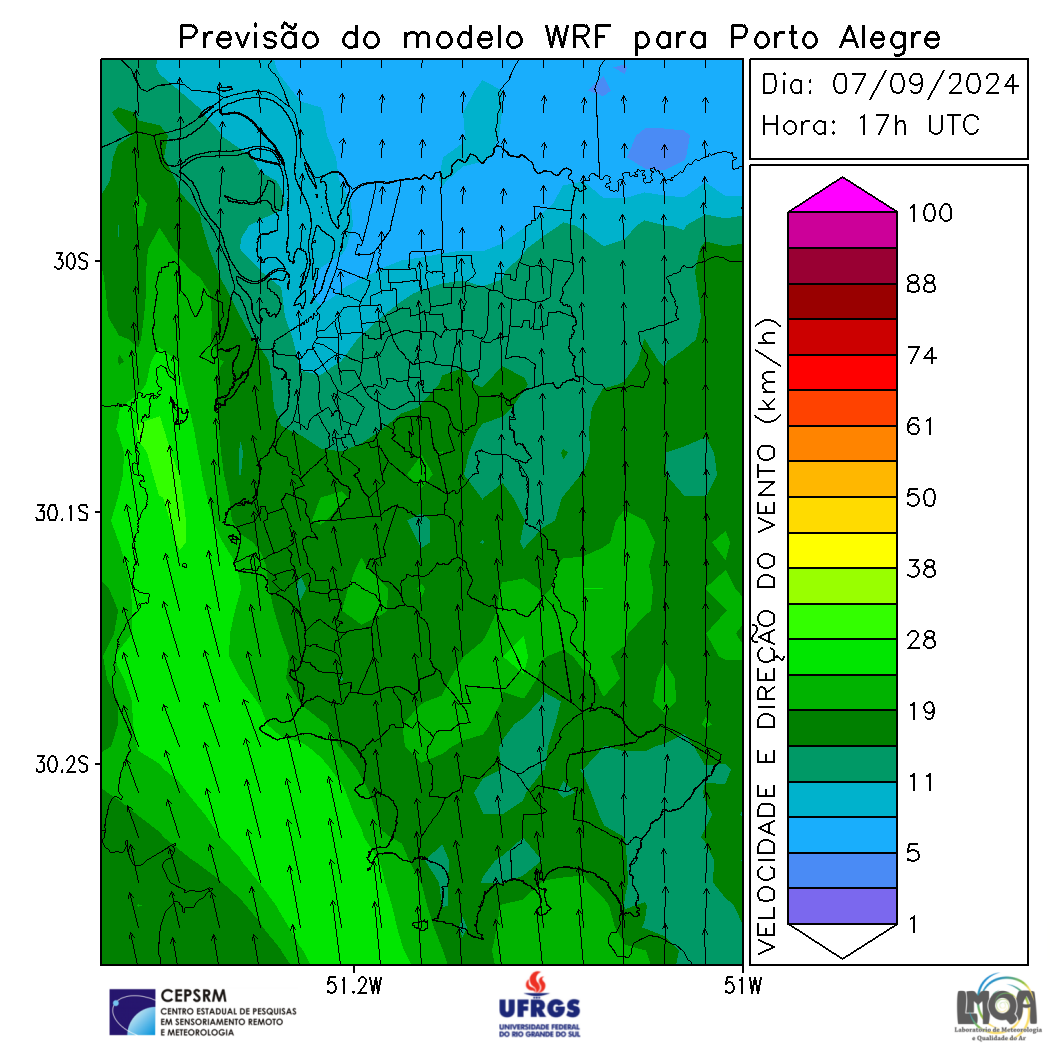 Previsão do modelo WRF para Porto Alegre
Dia: 07/09/2024
Hora: 17h UTC
30S
30.1S
30.2S
51.2W
51W
VELOCIDADE E DIREÇÃO DO VENTO (km/h)
100
88
74
61
50
38
28
19
11
5
1
CEPSRM
CENTRO ESTADUAL DE PESQUISAS
EM SENSORIAMENTO REMOTO
E METEOROLOGIA
UFRGS
UNIVERSIDADE FEDERAL
DO RIO GRANDE DO SUL
LMQA
Laboratório de Meteorologia
e Qualidade do Ar